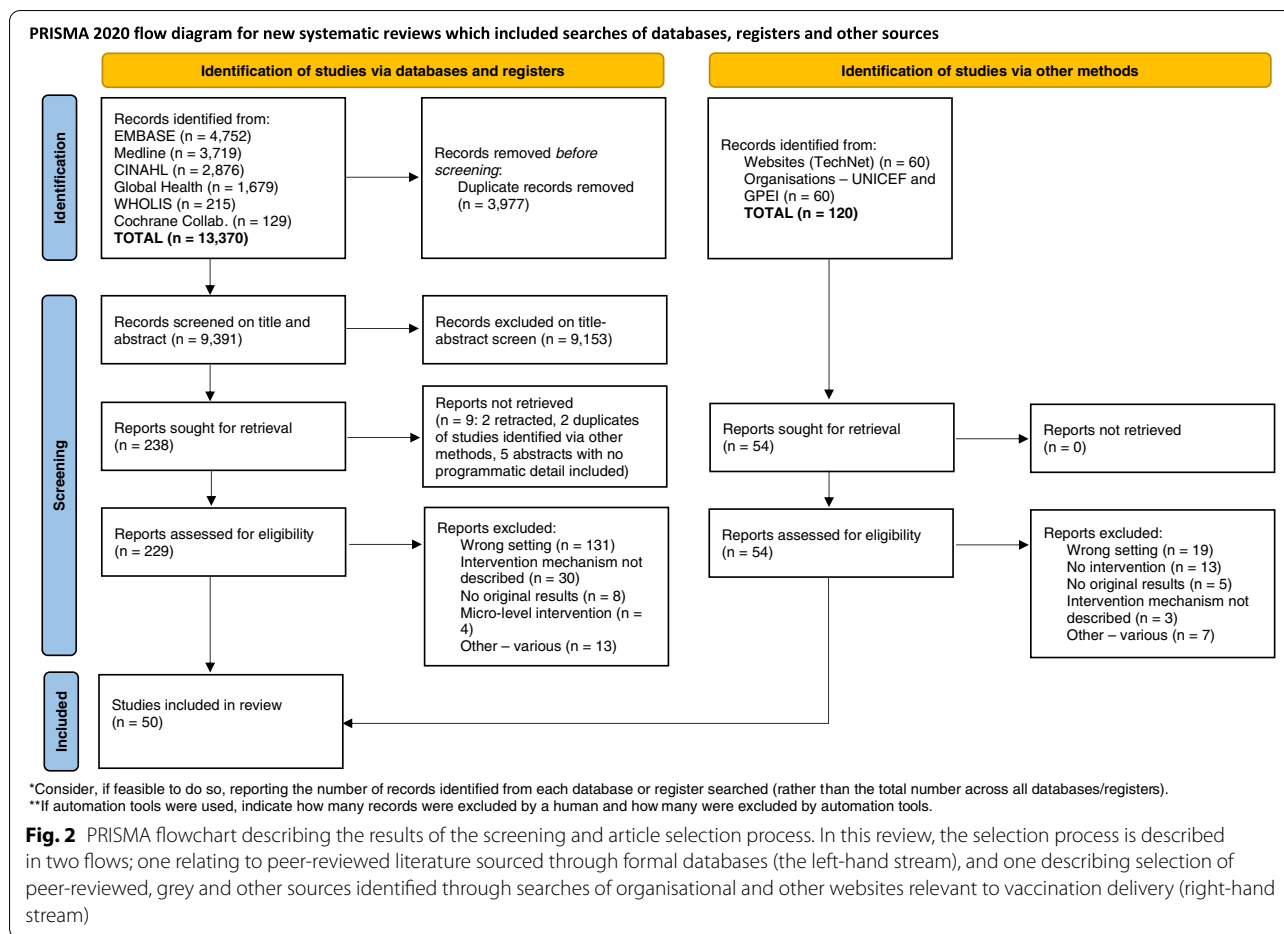 PRISMA 2020 flow diagram for new systematic reviews which included searches of databases, registers and other sources
Identification of studies via databases and registers
Identification of studies via other methods
Identification
Records identified from:
EMBASE (n = 4,752)
Medline (n = 3,719)
CINAHL (n = 2,876)
Global Health (n = 1,679)
WHOLIS (n = 215)
Cochrane Collab. (n = 129)
TOTAL (n = 13,370)
Records removed before
screening:
Duplicate records removed
(n = 3,977)
Records identified from:
Websites (TechNet) (n = 60)
Organisations – UNICEF and
GPEI (n = 60)
TOTAL (n = 120)
Screening
Records screened on title and
abstract (n = 9,391)
Records excluded on title-
abstract screen (n = 9,153)
Reports sought for retrieval
(n = 238)
Reports not retrieved
(n = 9: 2 retracted, 2 duplicates
of studies identified via other
methods, 5 abstracts with no
programmatic detail included)
Reports sought for retrieval
(n = 54)
Reports not retrieved
(n = 0)
Reports assessed for eligibility
(n = 229)
Reports excluded:
Wrong setting (n = 131)
Intervention mechanism not
described (n = 30)
No original results (n = 8)
Micro-level intervention (n =
4)
Other – various (n = 13)
Reports assessed for eligibility
(n = 54)
Reports excluded:
Wrong setting (n = 19)
No intervention (n = 13)
No original results (n = 5)
Intervention mechanism not
described (n = 3)
Other – various (n = 7)
Included
Studies included in review
(n = 50)
*Consider, if feasible to do so, reporting the number of records identified from each database or register searched (rather than the total number across all databases/registers).
**If automation tools were used, indicate how many records were excluded by a human and how many were excluded by automation tools.
Fig. 2 PRISMA flowchart describing the results of the screening and article selection process. In this review, the selection process is described
in two flows; one relating to peer-reviewed literature sourced through formal databases (the left-hand stream), and one describing selection of
peer-reviewed, grey and other sources identified through searches of organisational and other websites relevant to vaccination delivery (right-hand
stream)